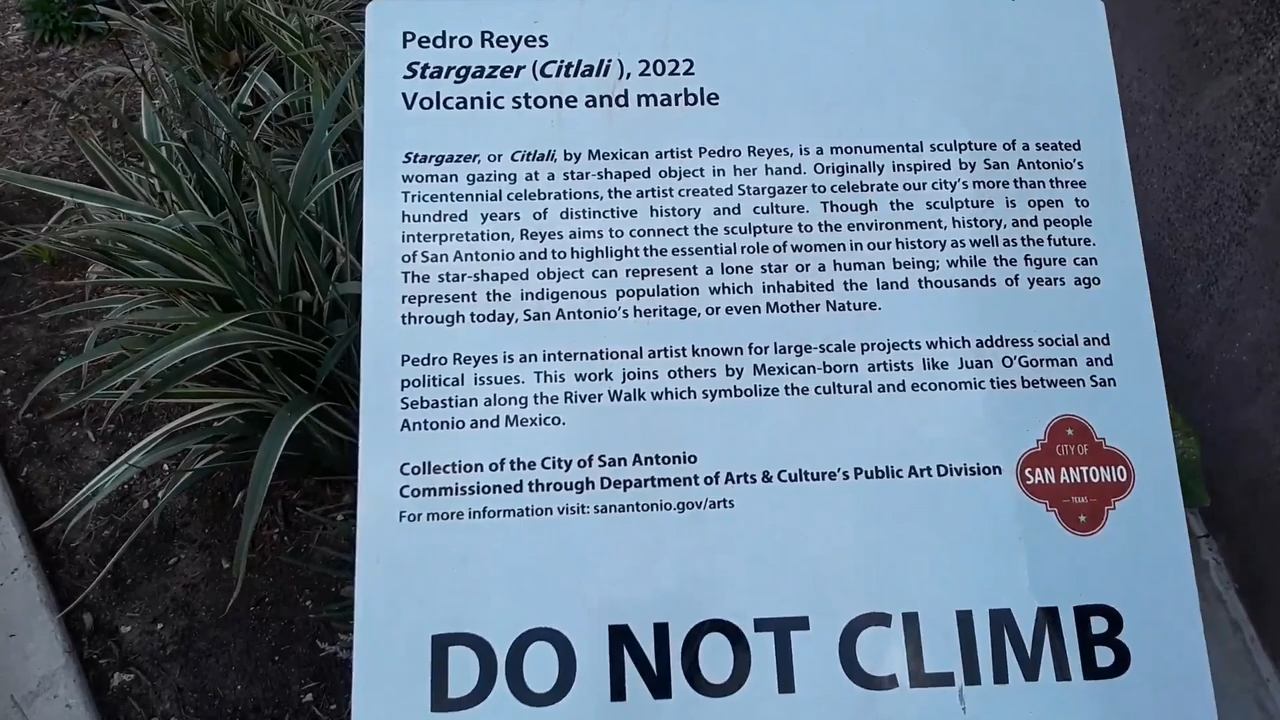 Pedro Reyes
Stargazer (Citlali ), 2022
Volcanic stone and marble
Stargazer, or Citlali, by Mexican artist Pedro Reyes, is a monumental sculpture of a seated
woman gazing at a star-shaped object in her hand. Originally inspired by San Antonio's
Tricentennial celebrations, the artist created Stargazer to celebrate our city's more than three
hundred years of distinctive history and culture. Though the sculpture is open to
interpretation, Reyes aims to connect the sculpture to the environment, history, and people
of San Antonio and to highlight the essential role of women in our history as well as the future.
The star-shaped object can represent a lone star or a human being; while the figure can
represent the indigenous population which inhabited the land thousands of years ago
through today, San Antonio's heritage, or even Mother Nature.
Pedro Reyes is an international artist known for large-scale projects which address social and
political issues. This work joins others by Mexican-born artists like Juan O'Gorman and
Sebastian along the River Walk which symbolize the cultural and economic ties between San
Antonio and Mexico.
Collection of the City of San Antonio
Commissioned through Department of Arts & Culture's Public Art Division
For more information visit: sanantonio.gov/arts
CITY OF
SAN ANTONIO
TEXAS
DO NOT CLIMB